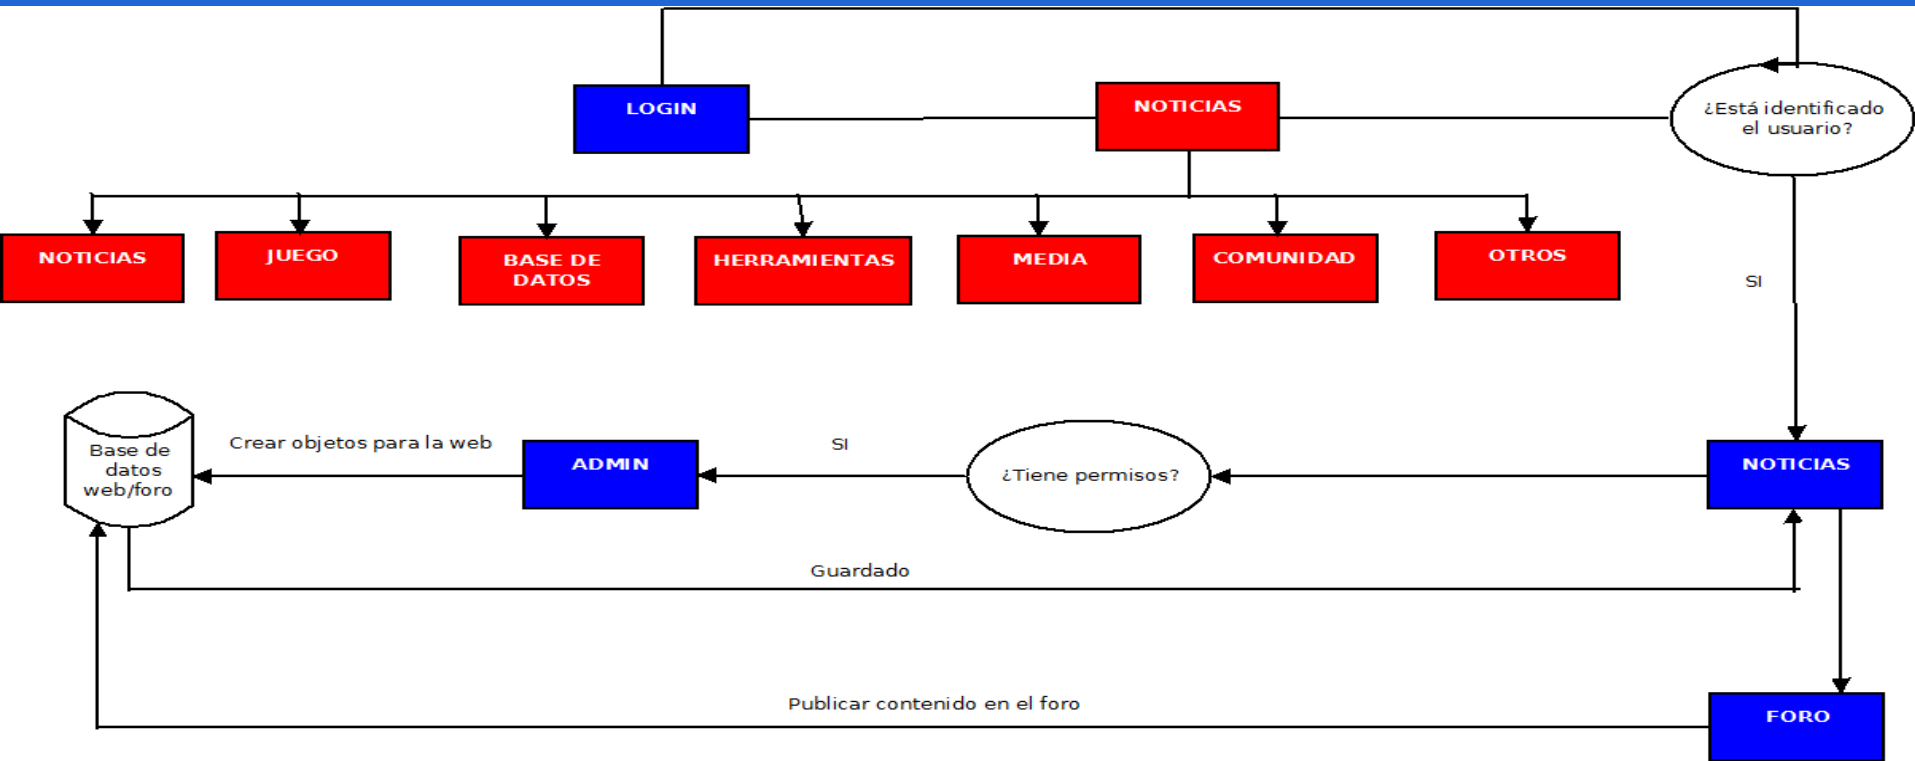 LOGIN
NOTICIAS
¿Está identificado
el usuario?
NOTICIAS
JUEGO
BASE DE
DATOS
HERRAMIENTAS
MEDIA
COMUNIDAD
OTROS
SI
Base de
datos
web/foro
Crear objetos para la web
ADMIN
SI
¿Tiene permisos?
NOTICIAS
Guardado
Publicar contenido en el foro
FORO